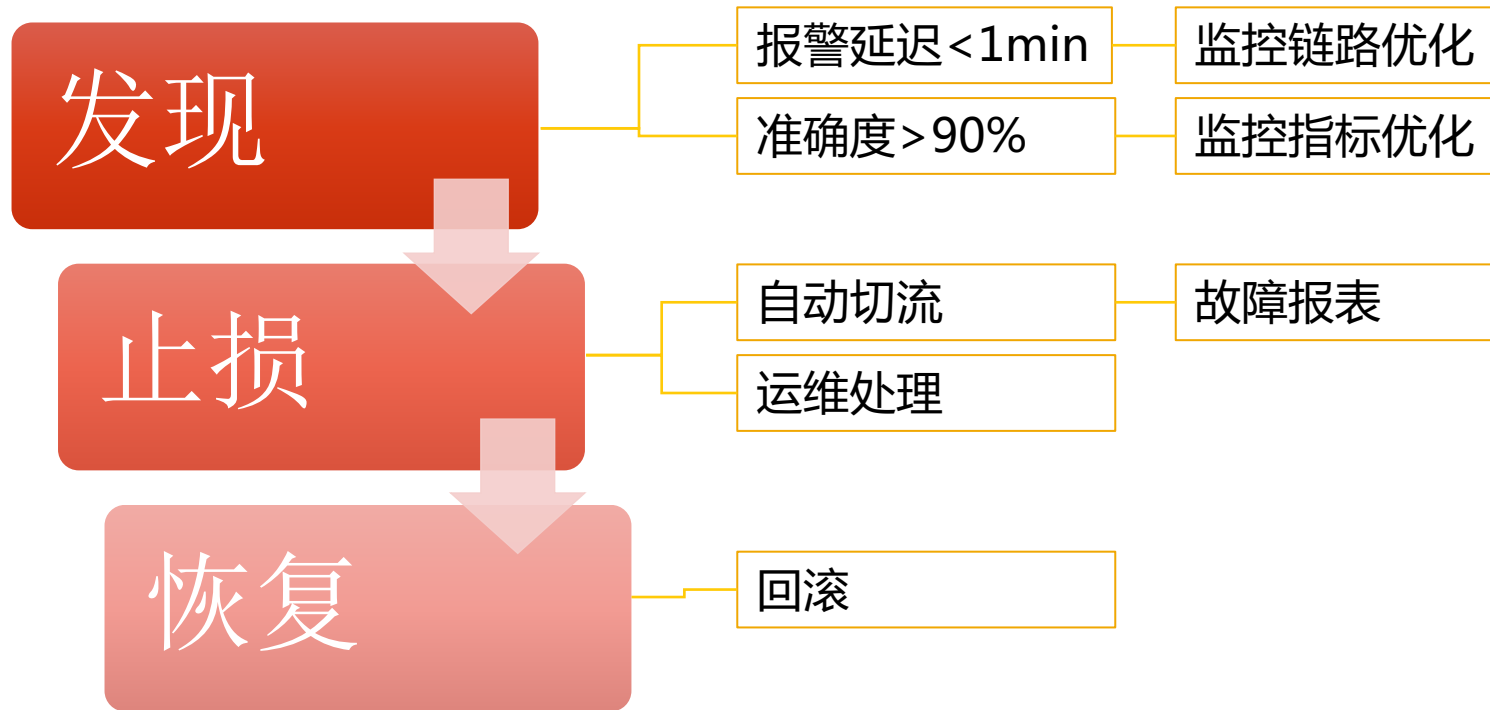 发现
报警延迟<1min
监控链路优化
准确度>90%
监控指标优化
止损
自动切流
故障报表
运维处理
恢复
回滚